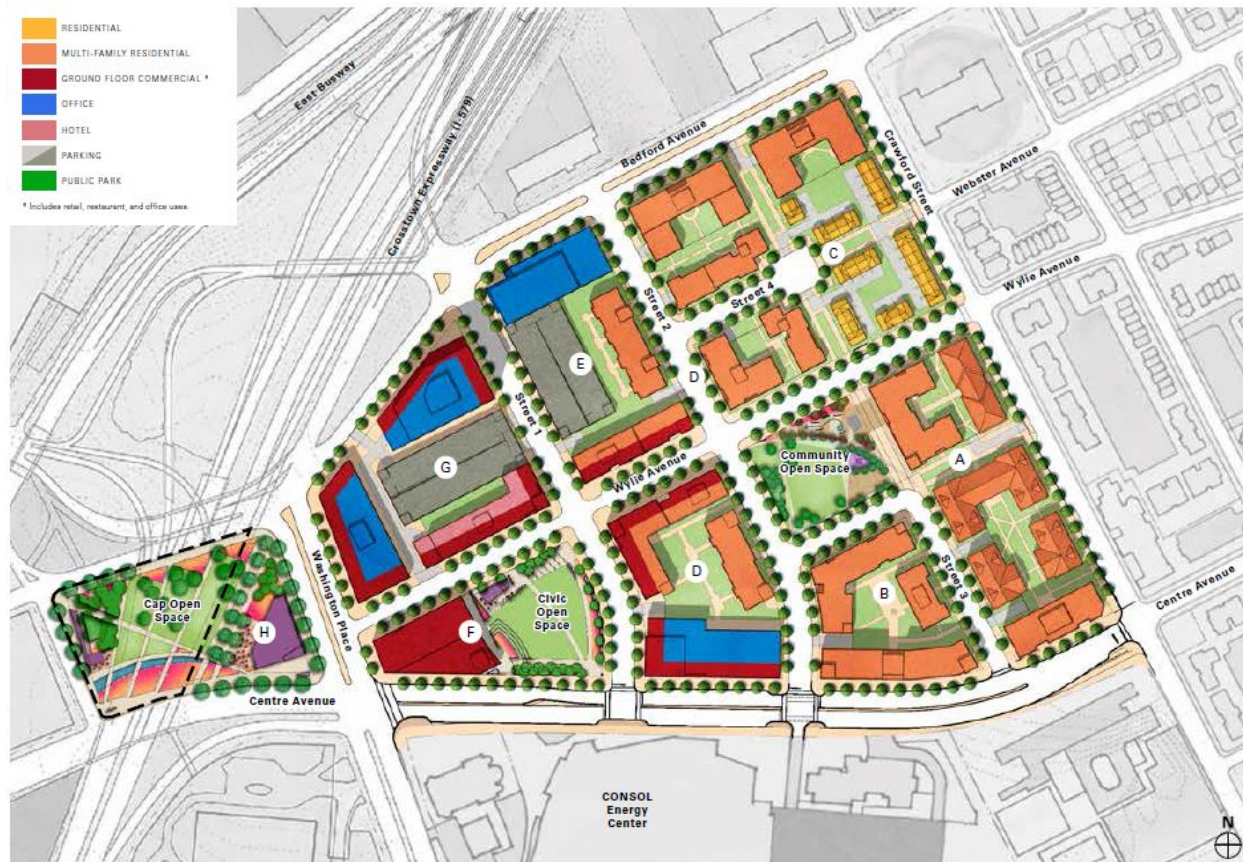 RESIDENTIAL
MULTI-FAMILY RESIDENTIAL
GROUND FLOOR COMMERCIAL *
OFFICE
HOTEL
PARKING
PUBLIC PARK
* Includes retail, restaurant, and office uses.
East Busway
Crosstown Expressway (I-579)
Bedford Avenue
Crawford Street
Webster Avenue
Wylie Avenue
Street 2
Street 4
C
E
D
Street 1
Wylie Avenue
Community
Open Space
A
G
Washington Place
Cap Open
Space
H
F
Civic
Open
Space
D
B
Street 3
Centre Avenue
Centre Avenue
CONSOL
Energy
Center
N